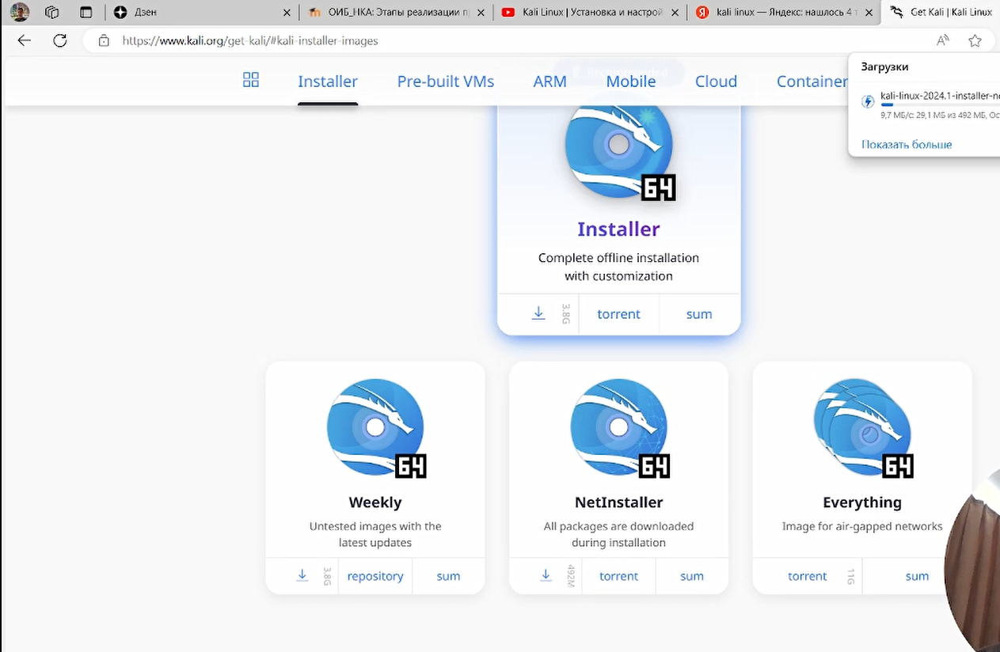 Дзен
ОИБ_НКА: Этапы реализации п
Kali Linux | Установка и настрой
kali linux — Яндекс: нашлось 4 т
Get Kali | Kali Linux
https://www.kali.org/get-kali/#kali-installer-images
Installer
Pre-built VMs
ARM
Mobile
Cloud
Container
Загрузки
kali-linux-2024.1-installer-ne
9,7 МБ/с: 29,1 МБ из 492 МБ, Ос
Показать больше
64
Installer
Complete offline installation
with customization
3.8G
torrent
sum
64
Weekly
Untested images with the
latest updates
3.8G
repository
sum
64
NetInstaller
All packages are downloaded
during installation
492M
torrent
sum
64
Everything
Image for air-gapped networks
torrent
11G
sum